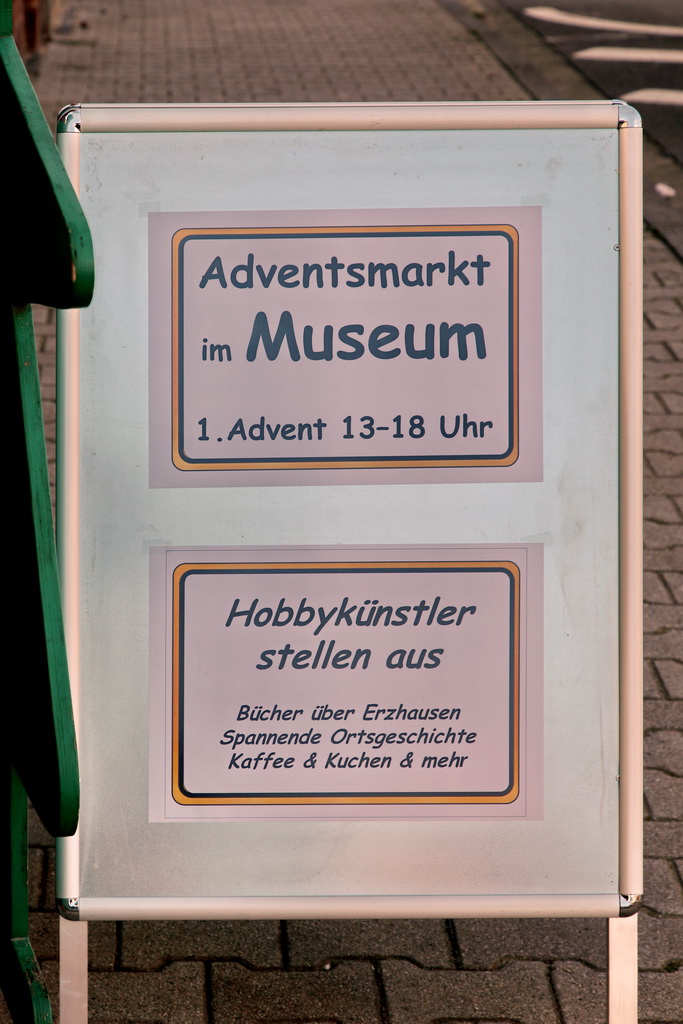 Adventsmarkt
im Museum
1. Advent 13-18 Uhr
Hobbykünstler
stellen aus
Bücher über Erzhausen
Spannende Ortsgeschichte
Kaffee & Kuchen & mehr